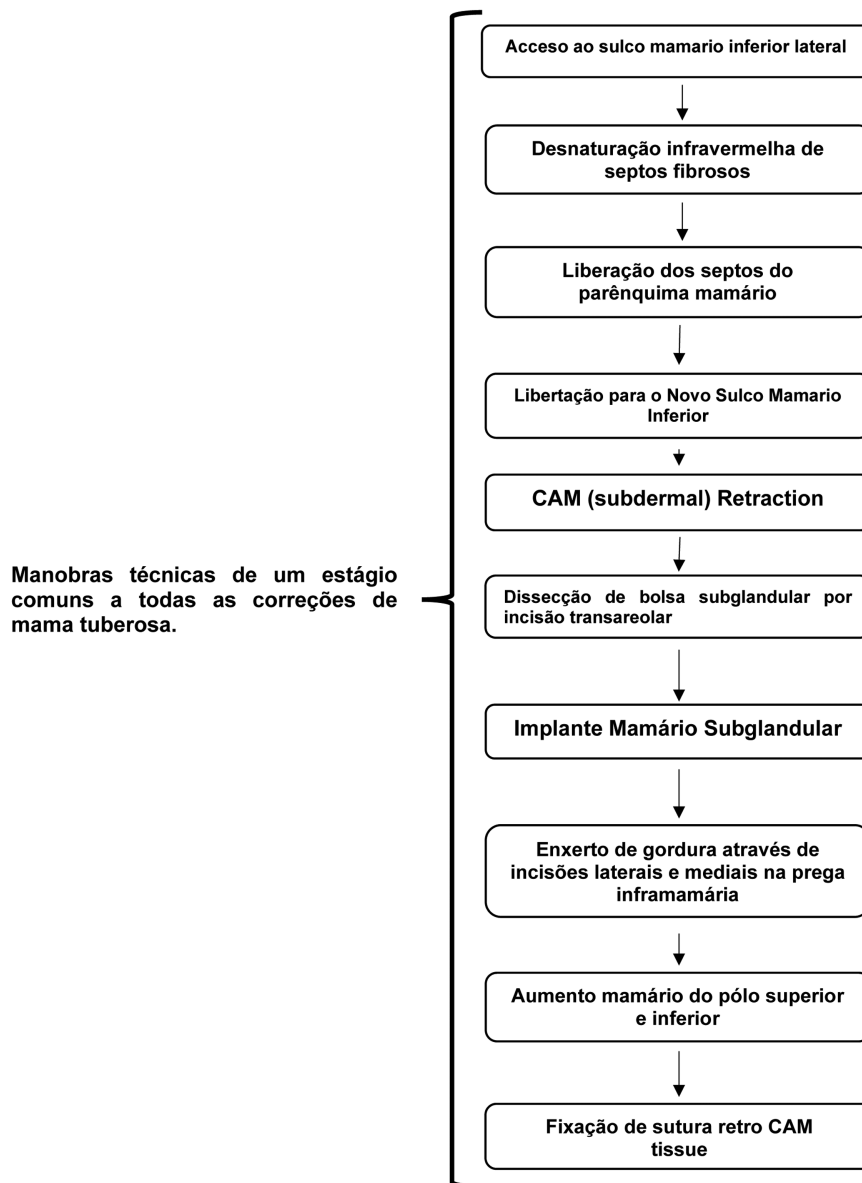 Manobras técnicas de um estágio
comuns a todas as correções de
mama tuberosa.
Acceso ao sulco mamario inferior lateral
Desnaturação infravermelha de
septos fibrosos
Liberação dos septos do
parênquima mamário
Libertação para o Novo Sulco Mamario
Inferior
CAM (subdermal) Retraction
Dissecção de bolsa subglandular por
incisão transareolar
Implante Mamário Subglandular
Enxerto de gordura através de
incisões laterais e mediais na prega
inframamária
Aumento mamário do pólo superior
e inferior
Fixação de sutura retro CAM
tissue